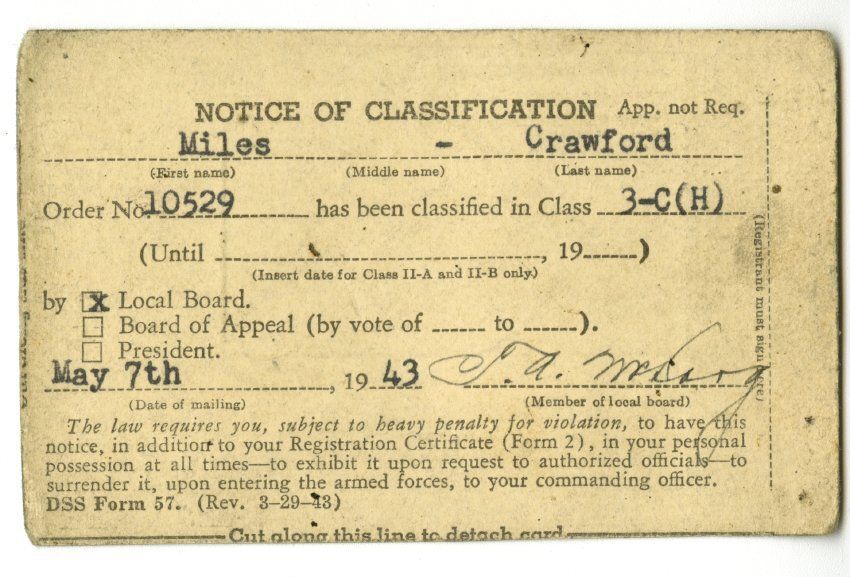 NOTICE OF CLASSIFICATION App. not Req.
Miles - Crawford
(First name) (Middle name) (Last name)
Order No. 10529 has been classified in Class 3-C(H)
(Until , 19 )
(Insert date for Class II-A and II-B only.)
by x Local Board.
Board of Appeal (by vote of to ).
President.
May 7th, 1943 T. A.
(Date of mailing) (Member of local board)
The law requires you, subject to heavy penalty for violation, to have this
notice, in addition to your Registration Certificate (Form 2), in your personal
possession at all times—to exhibit it upon request to authorized officials—to
surrender it, upon entering the armed forces, to your commanding officer.
DSS Form 57. (Rev. 3-29-43)
Cut along this line to detach card
(Registrant must sign here)